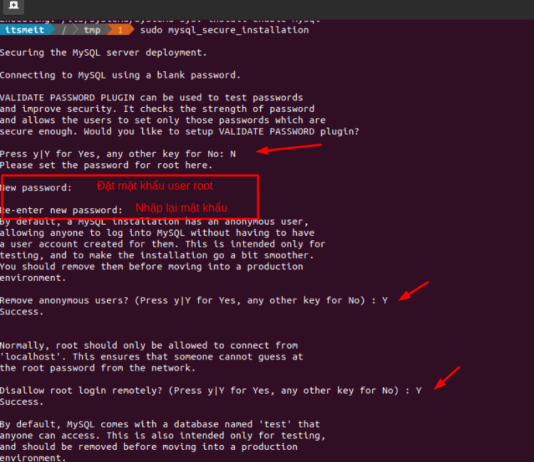 itsmeit / tmp 1 sudo mysql_secure_installation
Securing the MySQL server deployment.
Connecting to MySQL using a blank password.
VALIDATE PASSWORD PLUGIN can be used to test passwords
and improve security. It checks the strength of password
and allows the users to set only those passwords which are
secure enough. Would you like to setup VALIDATE PASSWORD plugin?
Press y|Y for Yes, any other key for No: N
Please set the password for root here.
New password: Đặt mật khẩu user root
Re-enter new password: Nhập lại mật khẩu
By default, a MySQL installation has an anonymous user,
allowing anyone to log into MySQL without having to have
a user account created for them. This is intended only for
testing, and to make the installation go a bit smoother.
You should remove them before moving into a production
environment.
Remove anonymous users? (Press y|Y for Yes, any other key for No) : Y
Success.
Normally, root should only be allowed to connect from
'localhost'. This ensures that someone cannot guess at
the root password from the network.
Disallow root login remotely? (Press y|Y for Yes, any other key for No) : Y
Success.
By default, MySQL comes with a database named 'test' that
anyone can access. This is also intended only for testing,
and should be removed before moving into a production
environment.